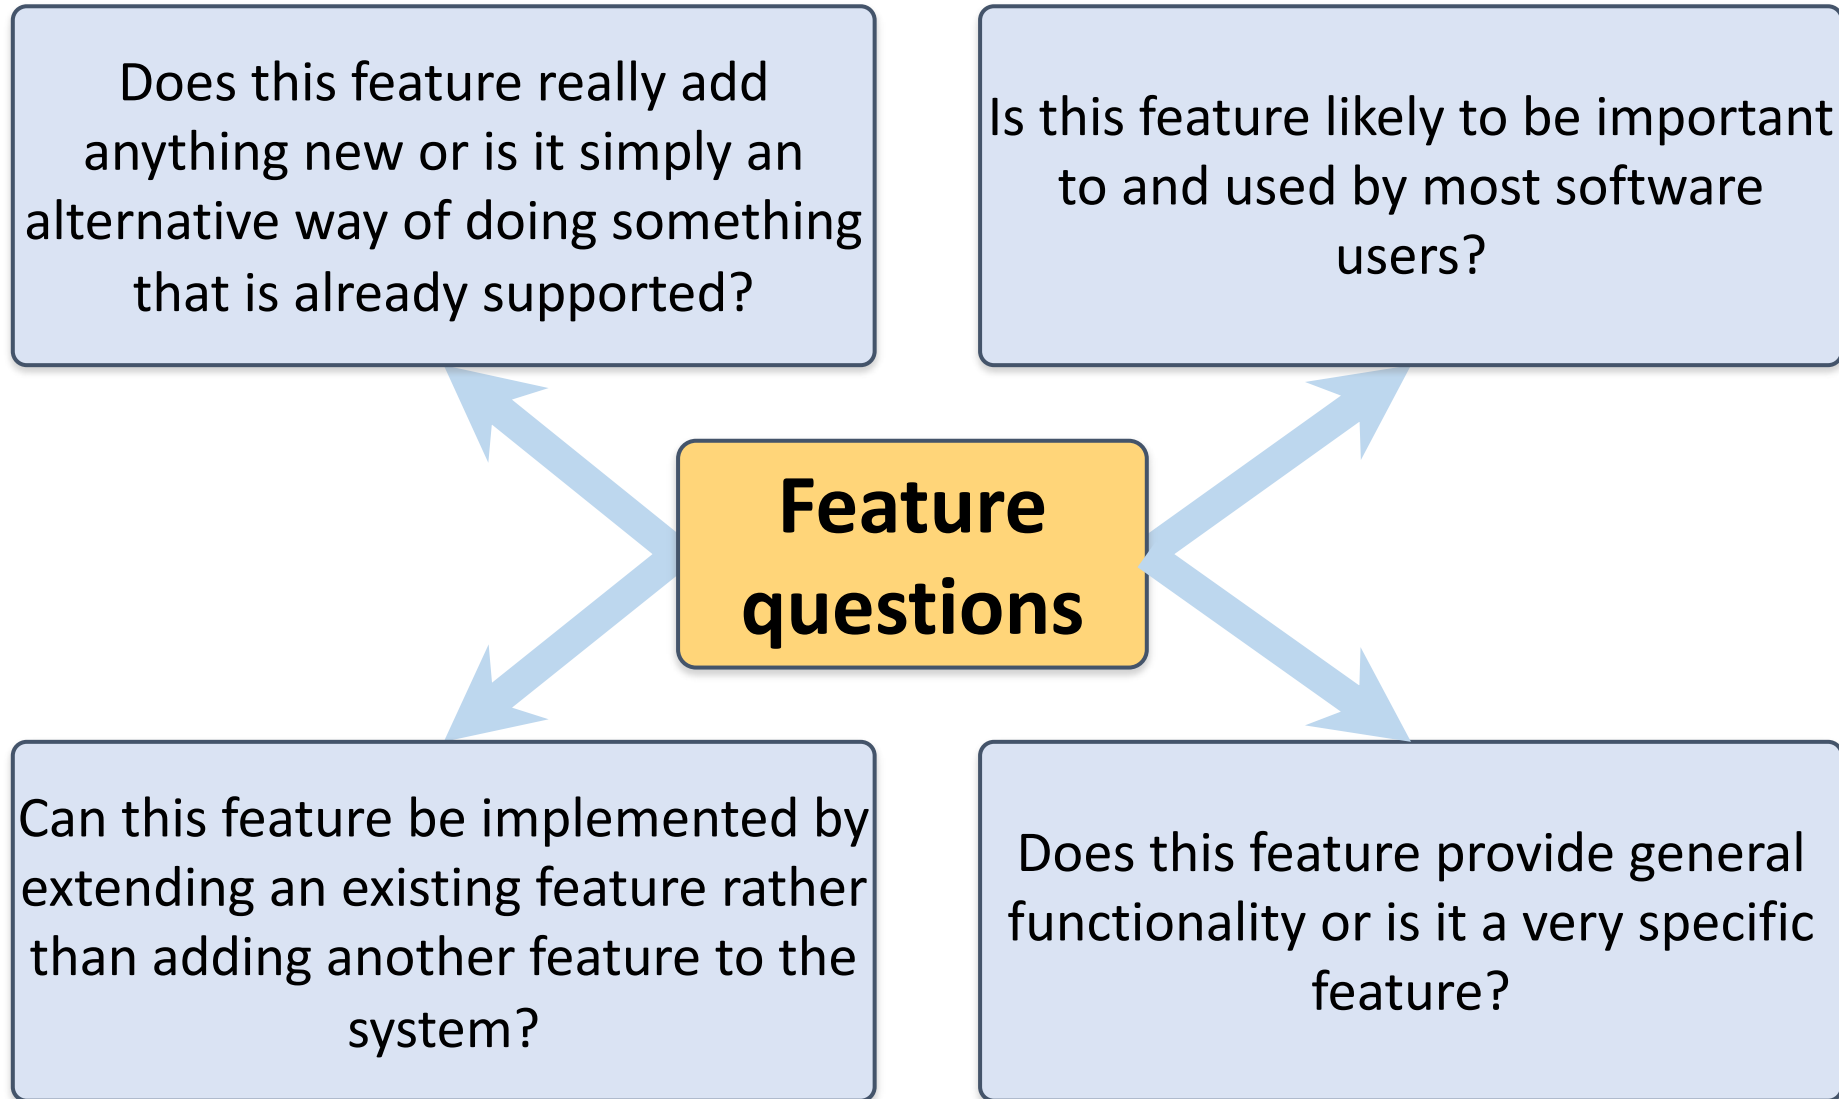 Does this feature really add
anything new or is it simply an
alternative way of doing something
that is already supported?
Is this feature likely to be important
to and used by most software
users?
Feature
questions
Can this feature be implemented by
extending an existing feature rather
than adding another feature to the
system?
Does this feature provide general
functionality or is it a very specific
feature?